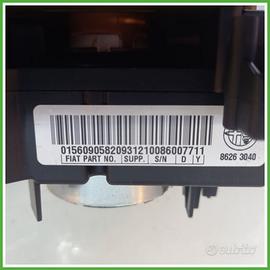 01560905820931210086007711
FIAT PART NO. SUPP. S/N D Y
8626 3040
subito